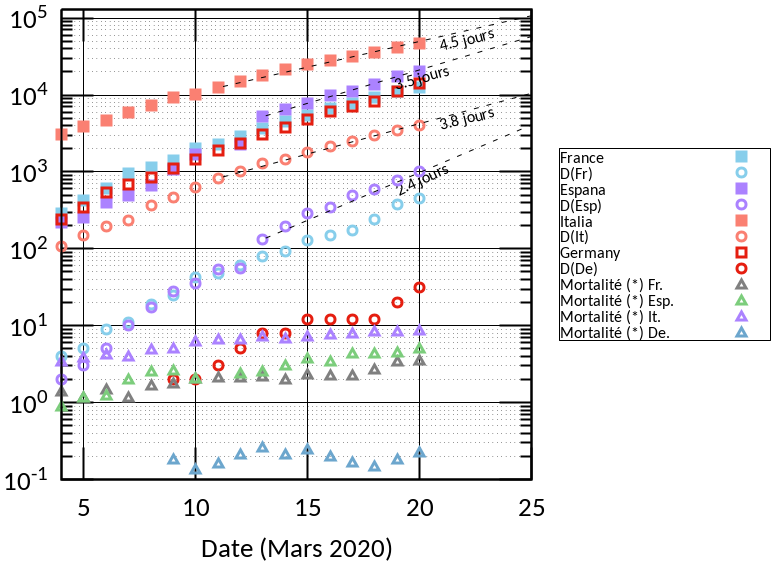 10^5
4.5 jours
3.5 jours
10^4
3.8 jours
10^3
2.4 jours
10^2
10^1
10^0
10^-1
5 10 15 20 25
Date (Mars 2020)
France
D(Fr)
Espana
D(Esp)
Italia
D(It)
Germany
D(De)
Mortalité (*) Fr.
Mortalité (*) Esp.
Mortalité (*) It.
Mortalité (*) De.